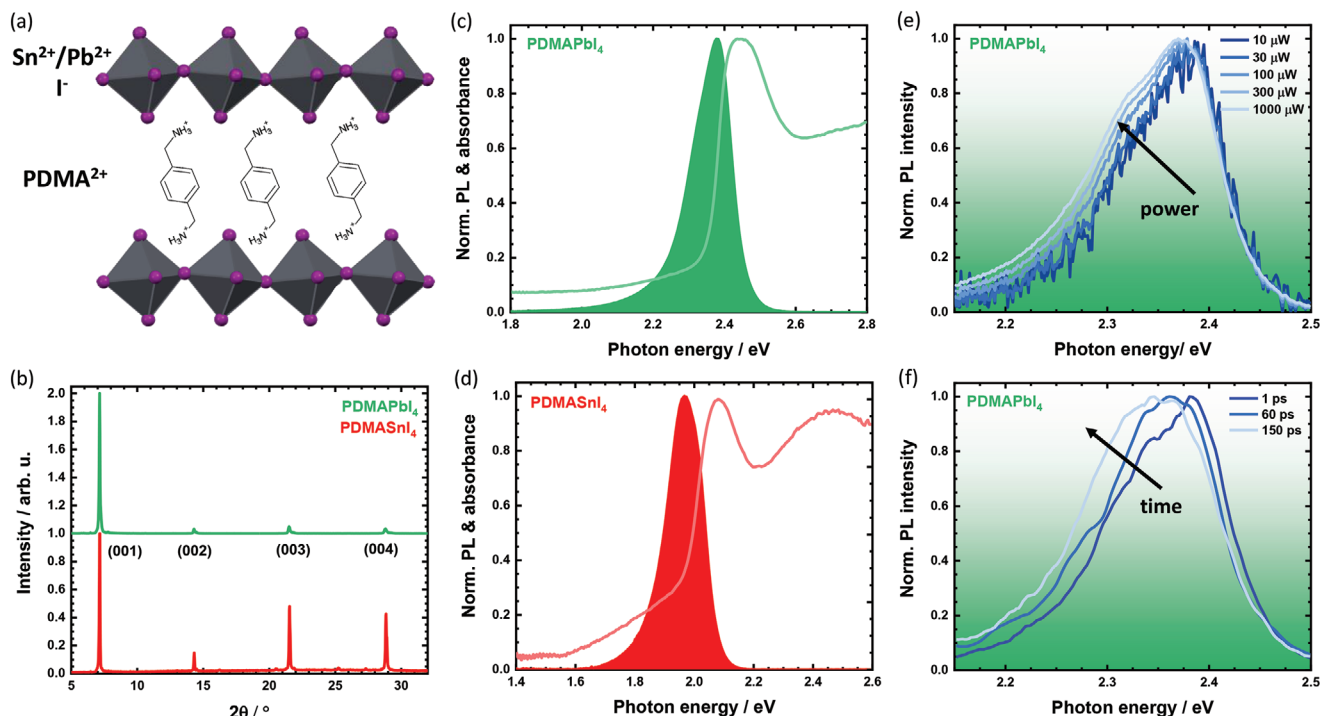 (a)
Sn²⁺/Pb²⁺
I⁻
PDMA²⁺
NH₃⁺ NH₃⁺ NH₃⁺
H₃N⁺ H₃N⁺ H₃N⁺
(b)
PDMAPbI₄
PDMASnI₄
2.0
1.8
1.6
1.4
1.2
1.0
0.8
0.6
0.4
0.2
0.0
(001) (002) (003) (004)
5 10 15 20 25 30
Intensity / arb. u.
2θ / °
(c)
PDMAPbI₄
1.0
0.8
0.6
0.4
0.2
0.0
1.8 2.0 2.2 2.4 2.6 2.8
Norm. PL & absorbance
Photon energy / eV
(d)
PDMASnI₄
1.0
0.8
0.6
0.4
0.2
0.0
1.4 1.6 1.8 2.0 2.2 2.4 2.6
Norm. PL & absorbance
Photon energy / eV
(e)
PDMAPbI₄
10 µW
30 µW
100 µW
300 µW
1000 µW
power
1.0
0.8
0.6
0.4
0.2
0.0
2.2 2.3 2.4 2.5
Norm. PL intensity
Photon energy/ eV
(f)
PDMAPbI₄
1 ps
60 ps
150 ps
time
1.0
0.8
0.6
0.4
0.2
0.0
2.2 2.3 2.4 2.5
Norm. PL intensity
Photon energy / eV